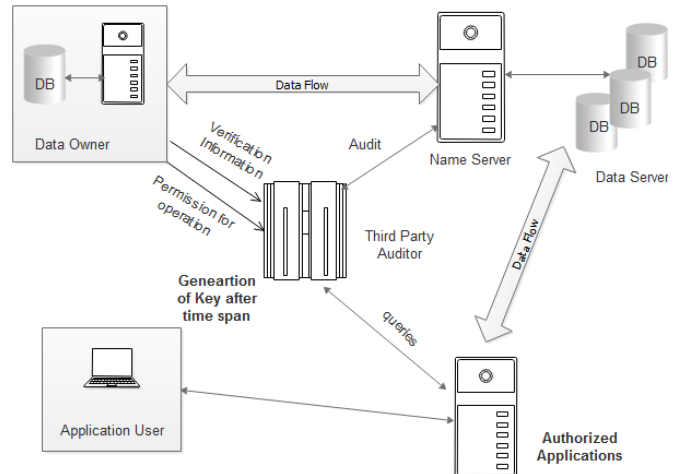 DB
Data Owner
Data Flow
Name Server
DB
DB
DB
Data Server
Verification
Information
Permission for
operation
Audit
Third Party
Auditor
Geneartion
of Key after
time span
Data Flow
queries
Application User
Authorized
Applications